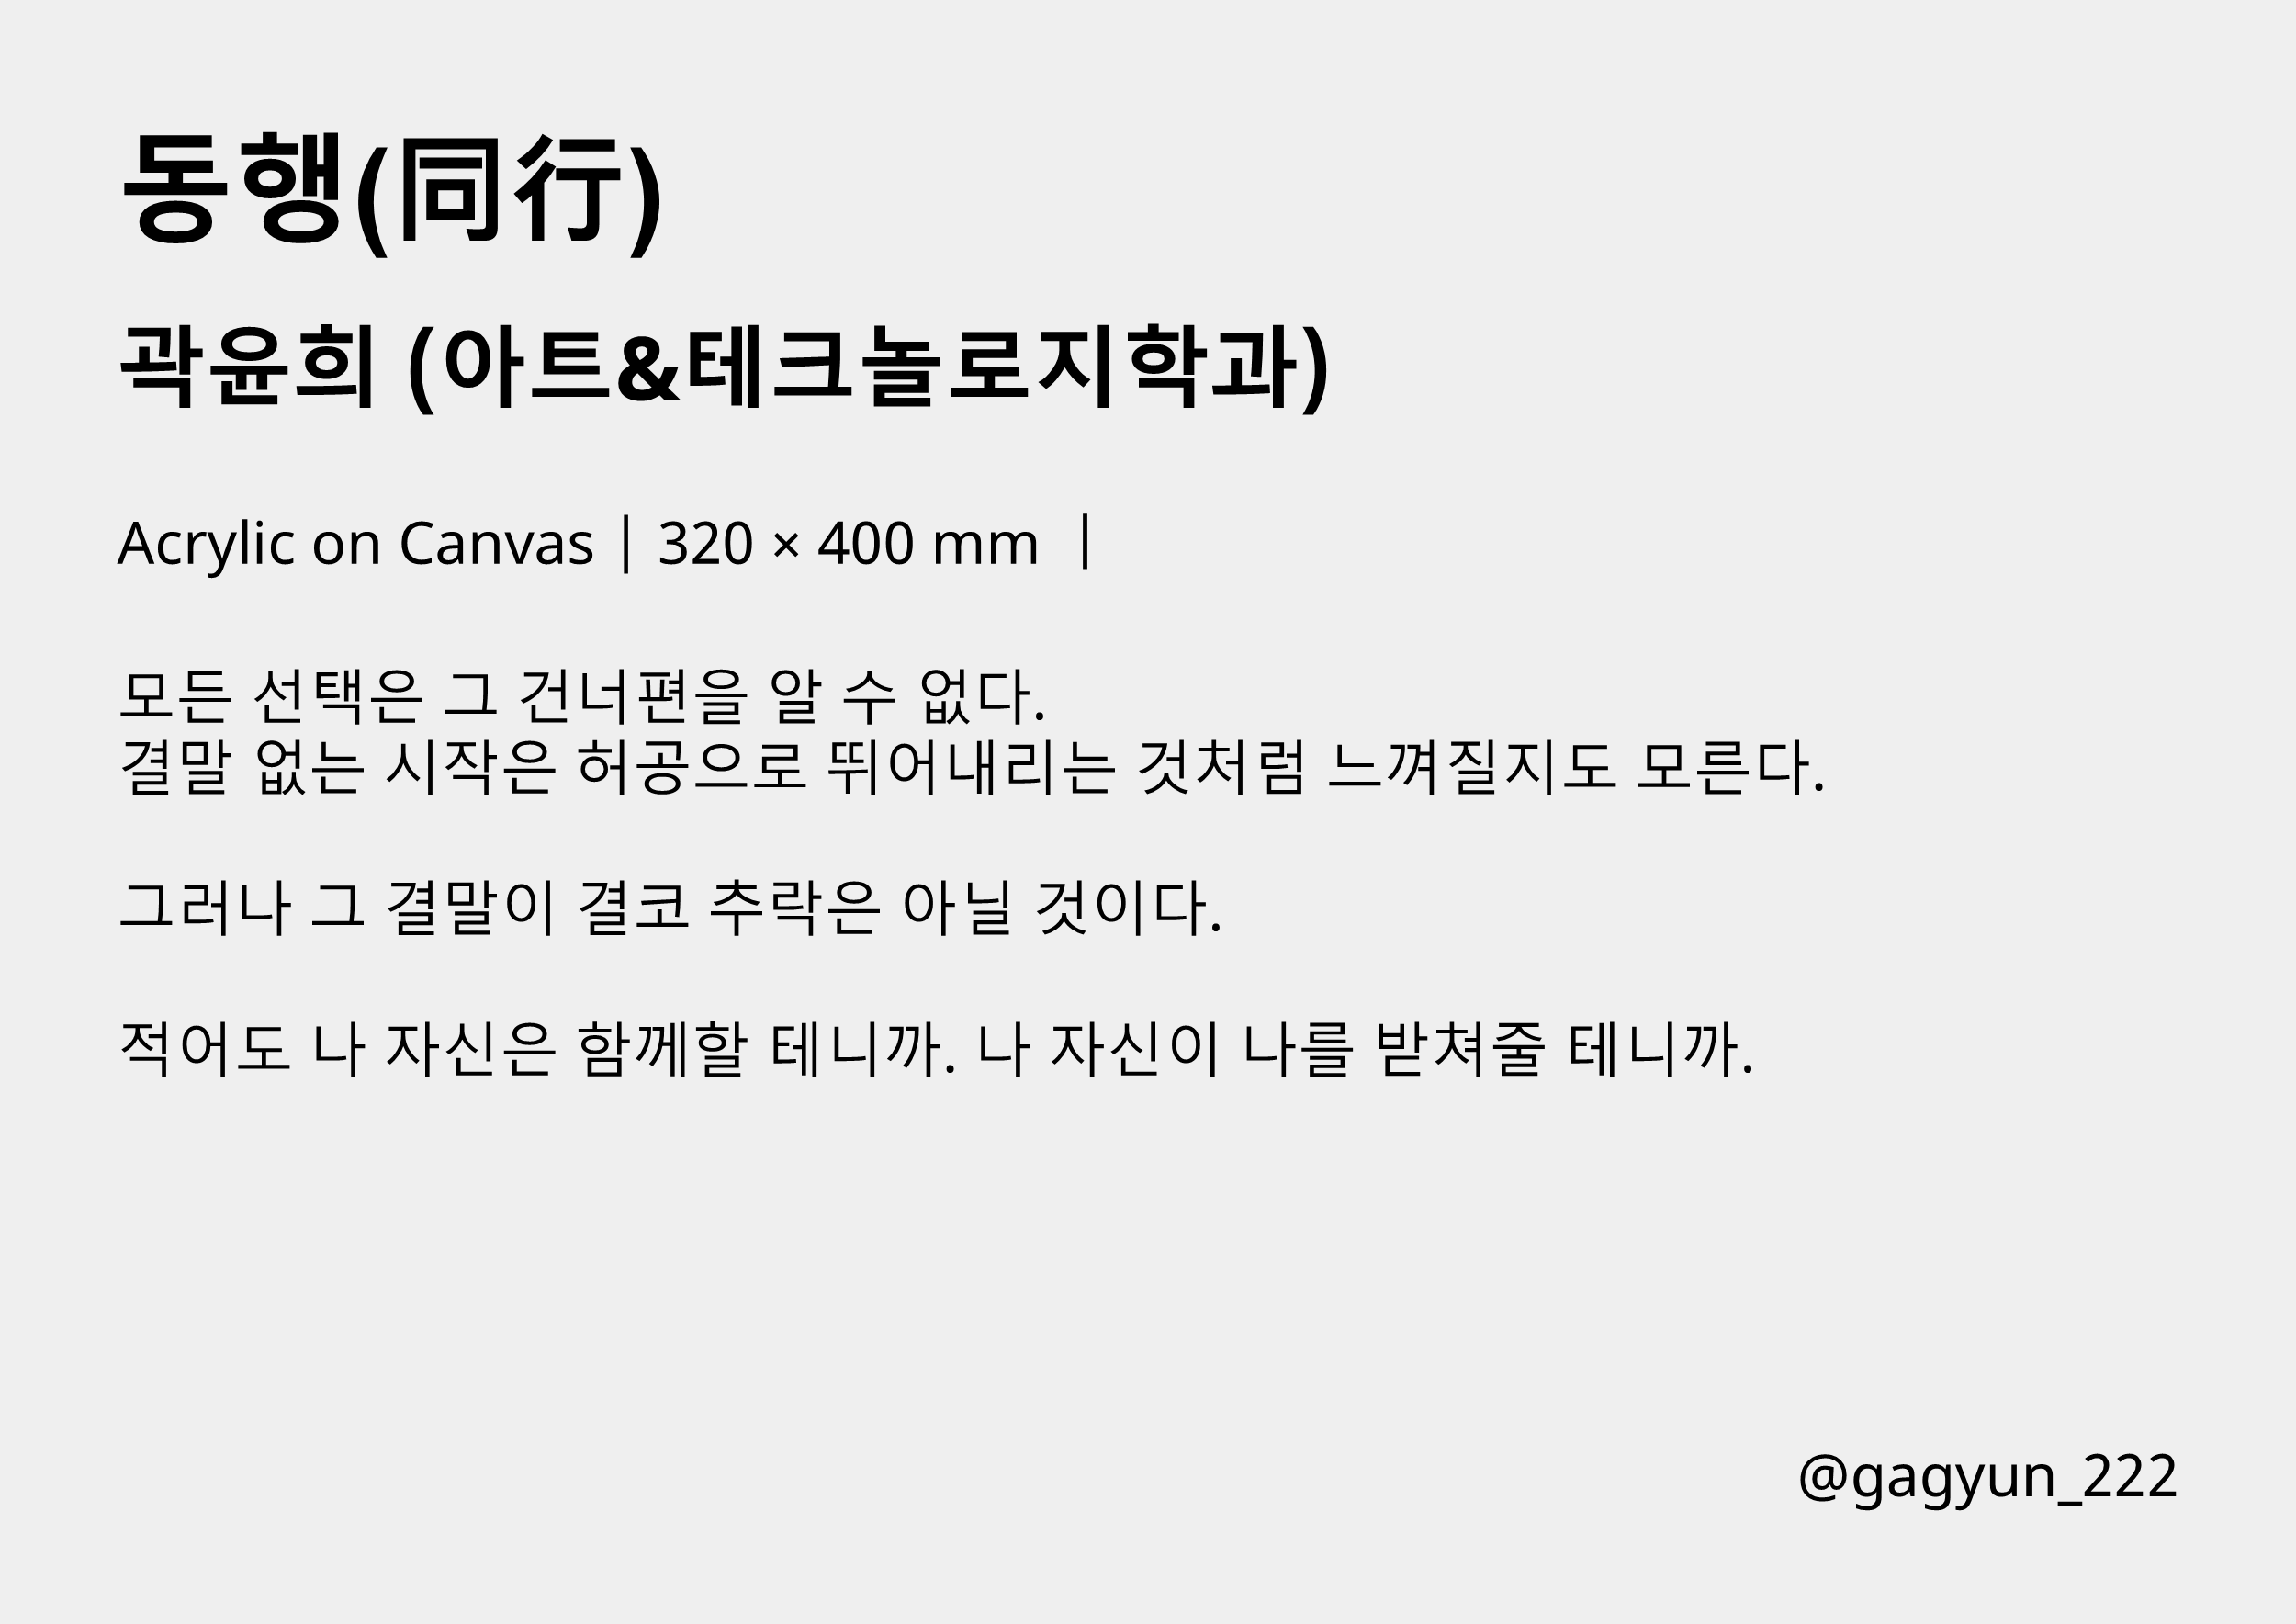 동행(同行)
곽윤희 (아트&테크놀로지학과)
Acrylic on Canvas | 320 × 400 mm |
모든 선택은 그 건너편을 알 수 없다.
결말 없는 시작은 허공으로 뛰어내리는 것처럼 느껴질지도 모른다.
그러나 그 결말이 결코 추락은 아닐 것이다.
적어도 나 자신은 함께할 테니까. 나 자신이 나를 받쳐줄 테니까.
@gagyun_222